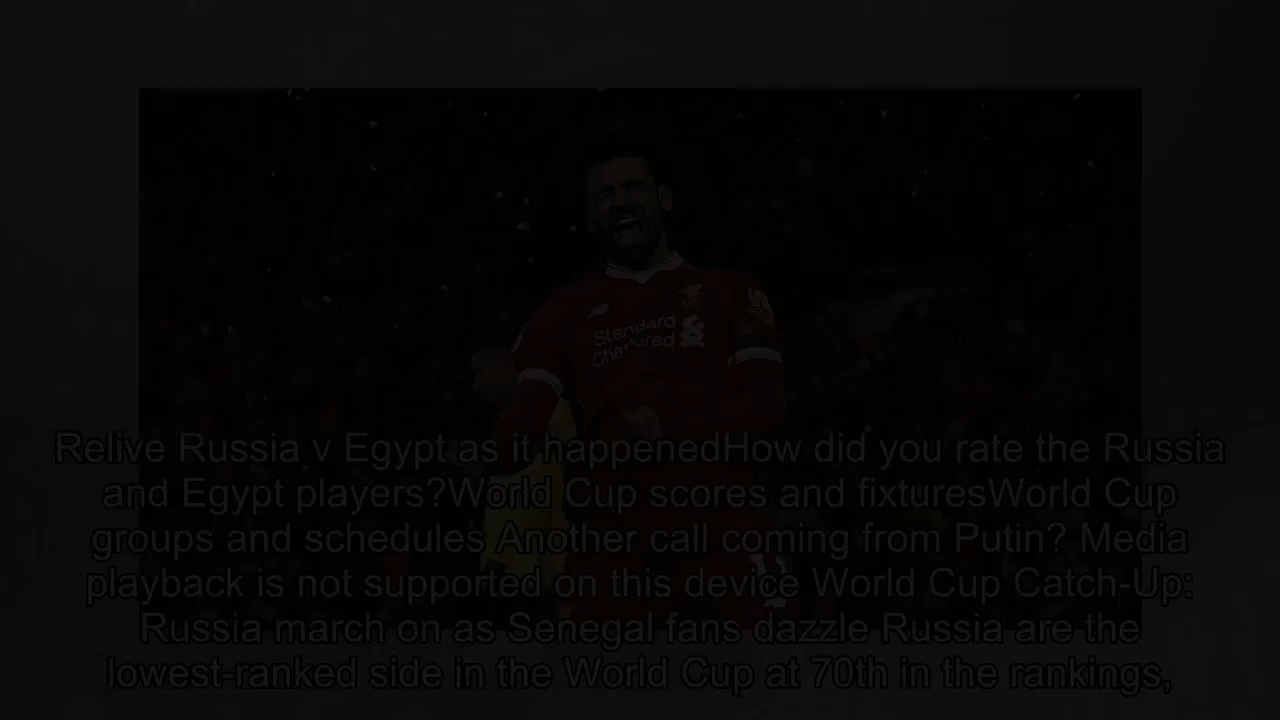 Standard
Chartered
Relive Russia v Egypt as it happenedHow did you rate the Russia
and Egypt players?World Cup scores and fixturesWorld Cup
groups and schedules Another call coming from Putin? Media
playback is not supported on this device World Cup Catch-Up:
Russia march on as Senegal fans dazzle Russia are the
lowest-ranked side in the World Cup at 70th in the rankings,